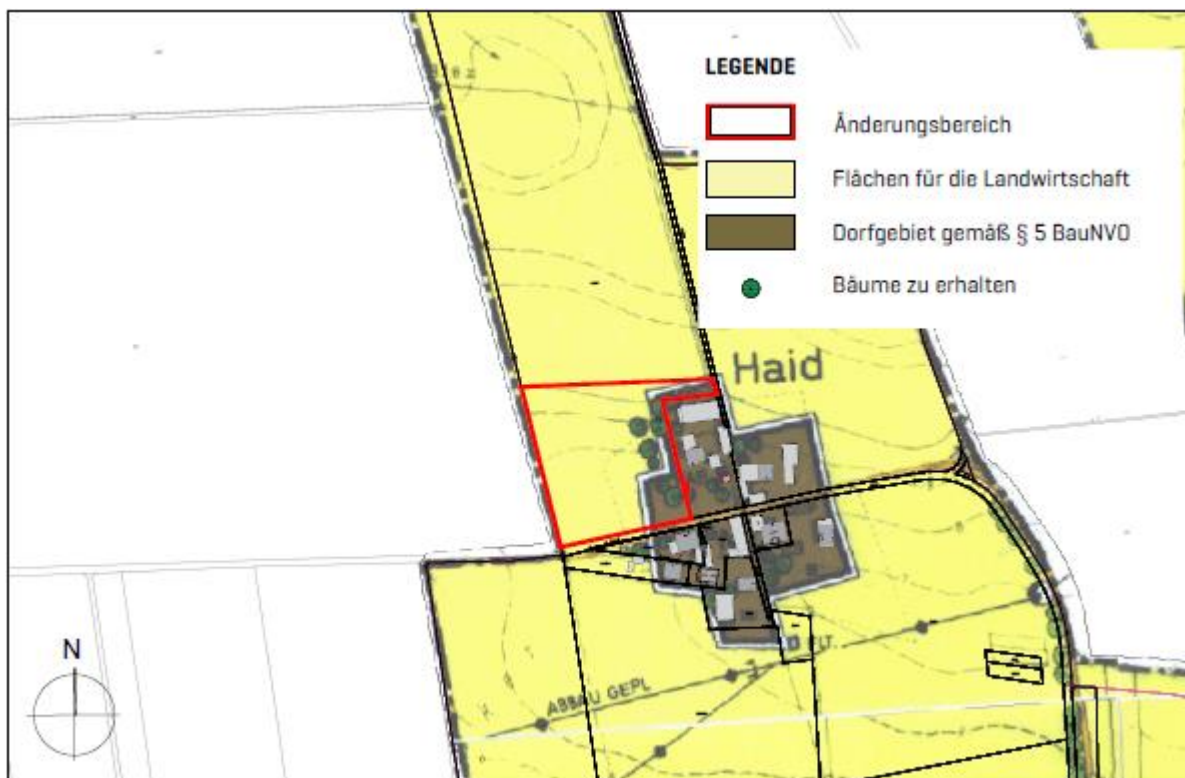 LEGENDE
Änderungsbereich
Flächen für die Landwirtschaft
Dorfgebiet gemäß § 5 BauNVO
Bäume zu erhalten
Haid
ABBAU GEPL
N